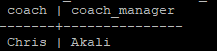 coach | coach_manager
-------+---------------
Chris | Akali